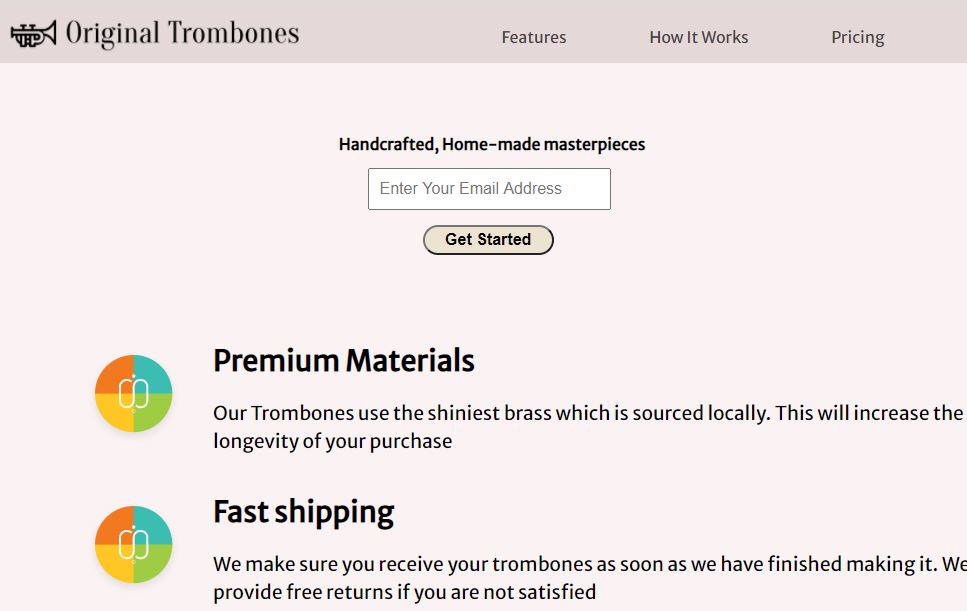 Original Trombones
Features
How It Works
Pricing
Handcrafted, Home-made masterpieces
Enter Your Email Address
Get Started
Premium Materials
Our Trombones use the shiniest brass which is sourced locally. This will increase the
longevity of your purchase
Fast shipping
We make sure you receive your trombones as soon as we have finished making it. We
provide free returns if you are not satisfied